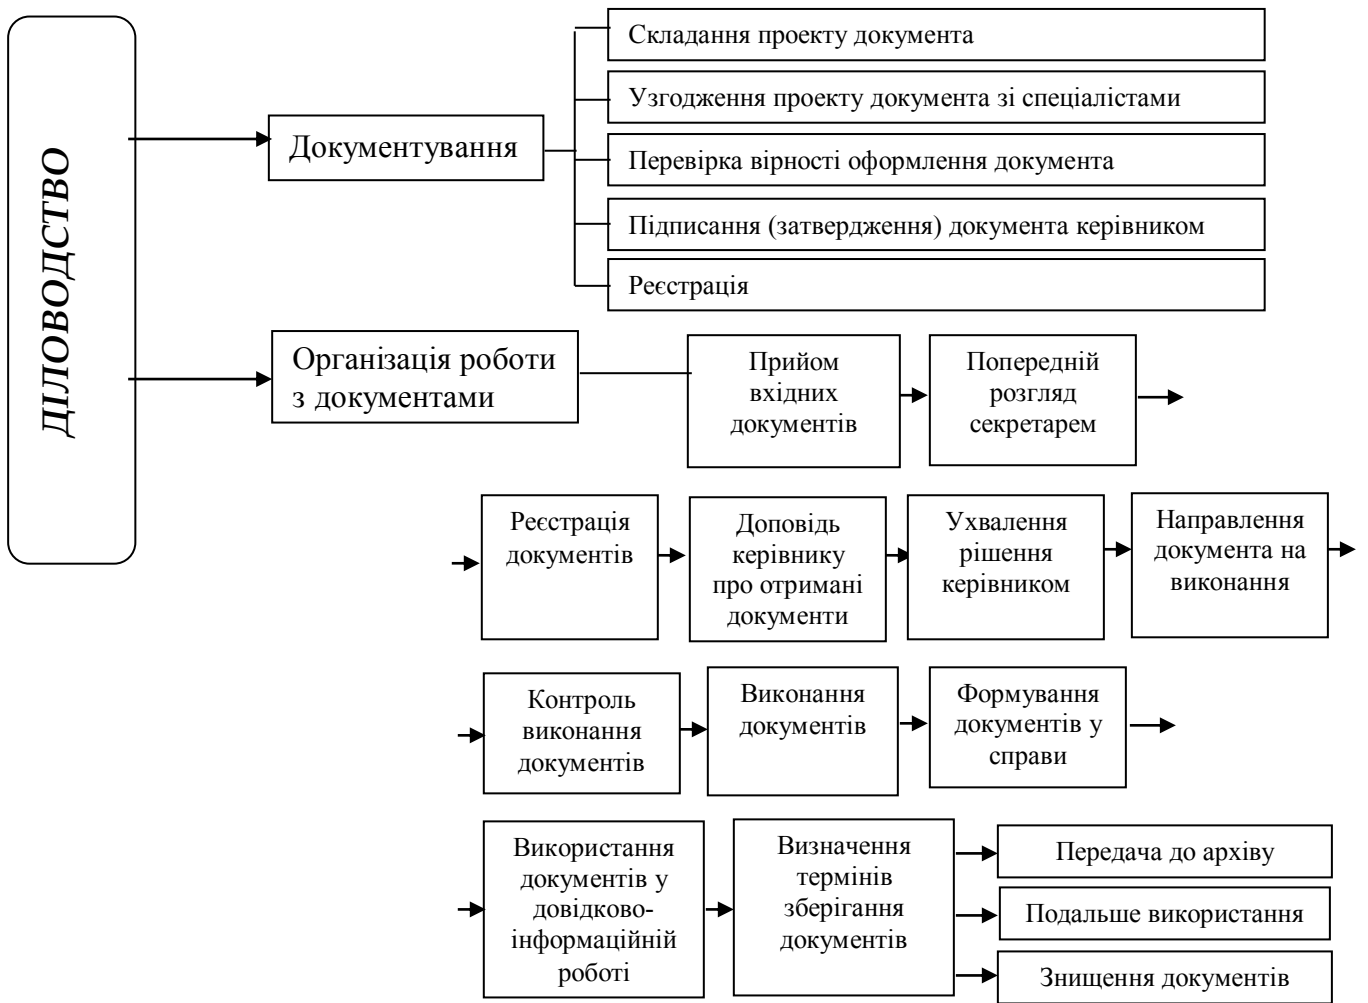 ДІЛОВОДСТВО
Документування
Складання проекту документа
Узгодження проекту документа зі спеціалістами
Перевірка вірності оформлення документа
Підписання (затвердження) документа керівником
Реєстрація
Організація роботи
з документами
Прийом
вхідних
документів
Попередній
розгляд
секретарем
Реєстрація
документів
Доповідь
керівнику
про отримані
документи
Ухвалення
рішення
керівником
Направлення
документа на
виконання
Контроль
виконання
документів
Виконання
документів
Формування
документів у
справи
Використання
документів у
довідково-
інформаційній
роботі
Визначення
термінів
зберігання
документів
Передача до архіву
Подальше використання
Знищення документів